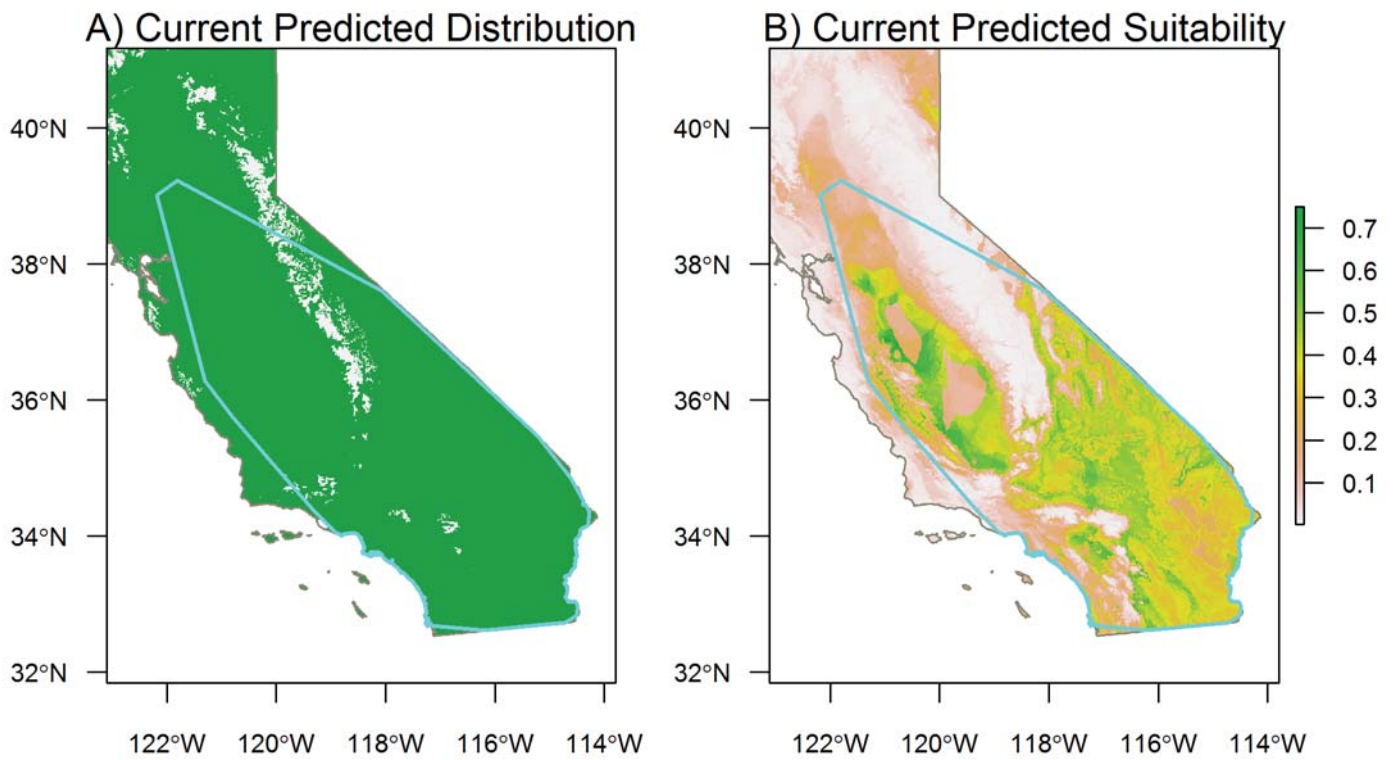 A) Current Predicted Distribution
B) Current Predicted Suitability
40°N
38°N
36°N
34°N
32°N
122°W
120°W
118°W
116°W
114°W
40°N
38°N
36°N
34°N
32°N
122°W
120°W
118°W
116°W
114°W
0.7
0.6
0.5
0.4
0.3
0.2
0.1